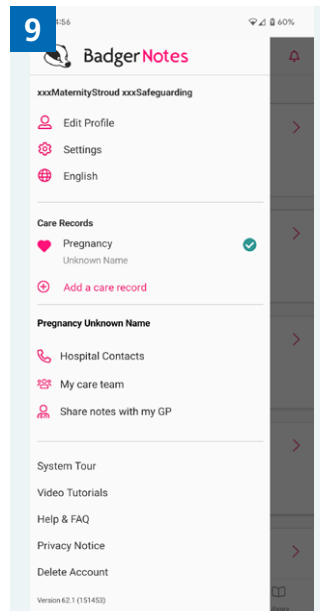 9
:56
60%
BadgerNotes
xxxMaternityStroud xxxSafeguarding
Edit Profile
Settings
English
Care Records
Pregnancy
Unknown Name
Add a care record
Pregnancy Unknown Name
Hospital Contacts
My care team
Share notes with my GP
System Tour
Video Tutorials
Help & FAQ
Privacy Notice
Delete Account
Version 62.1 (151453)